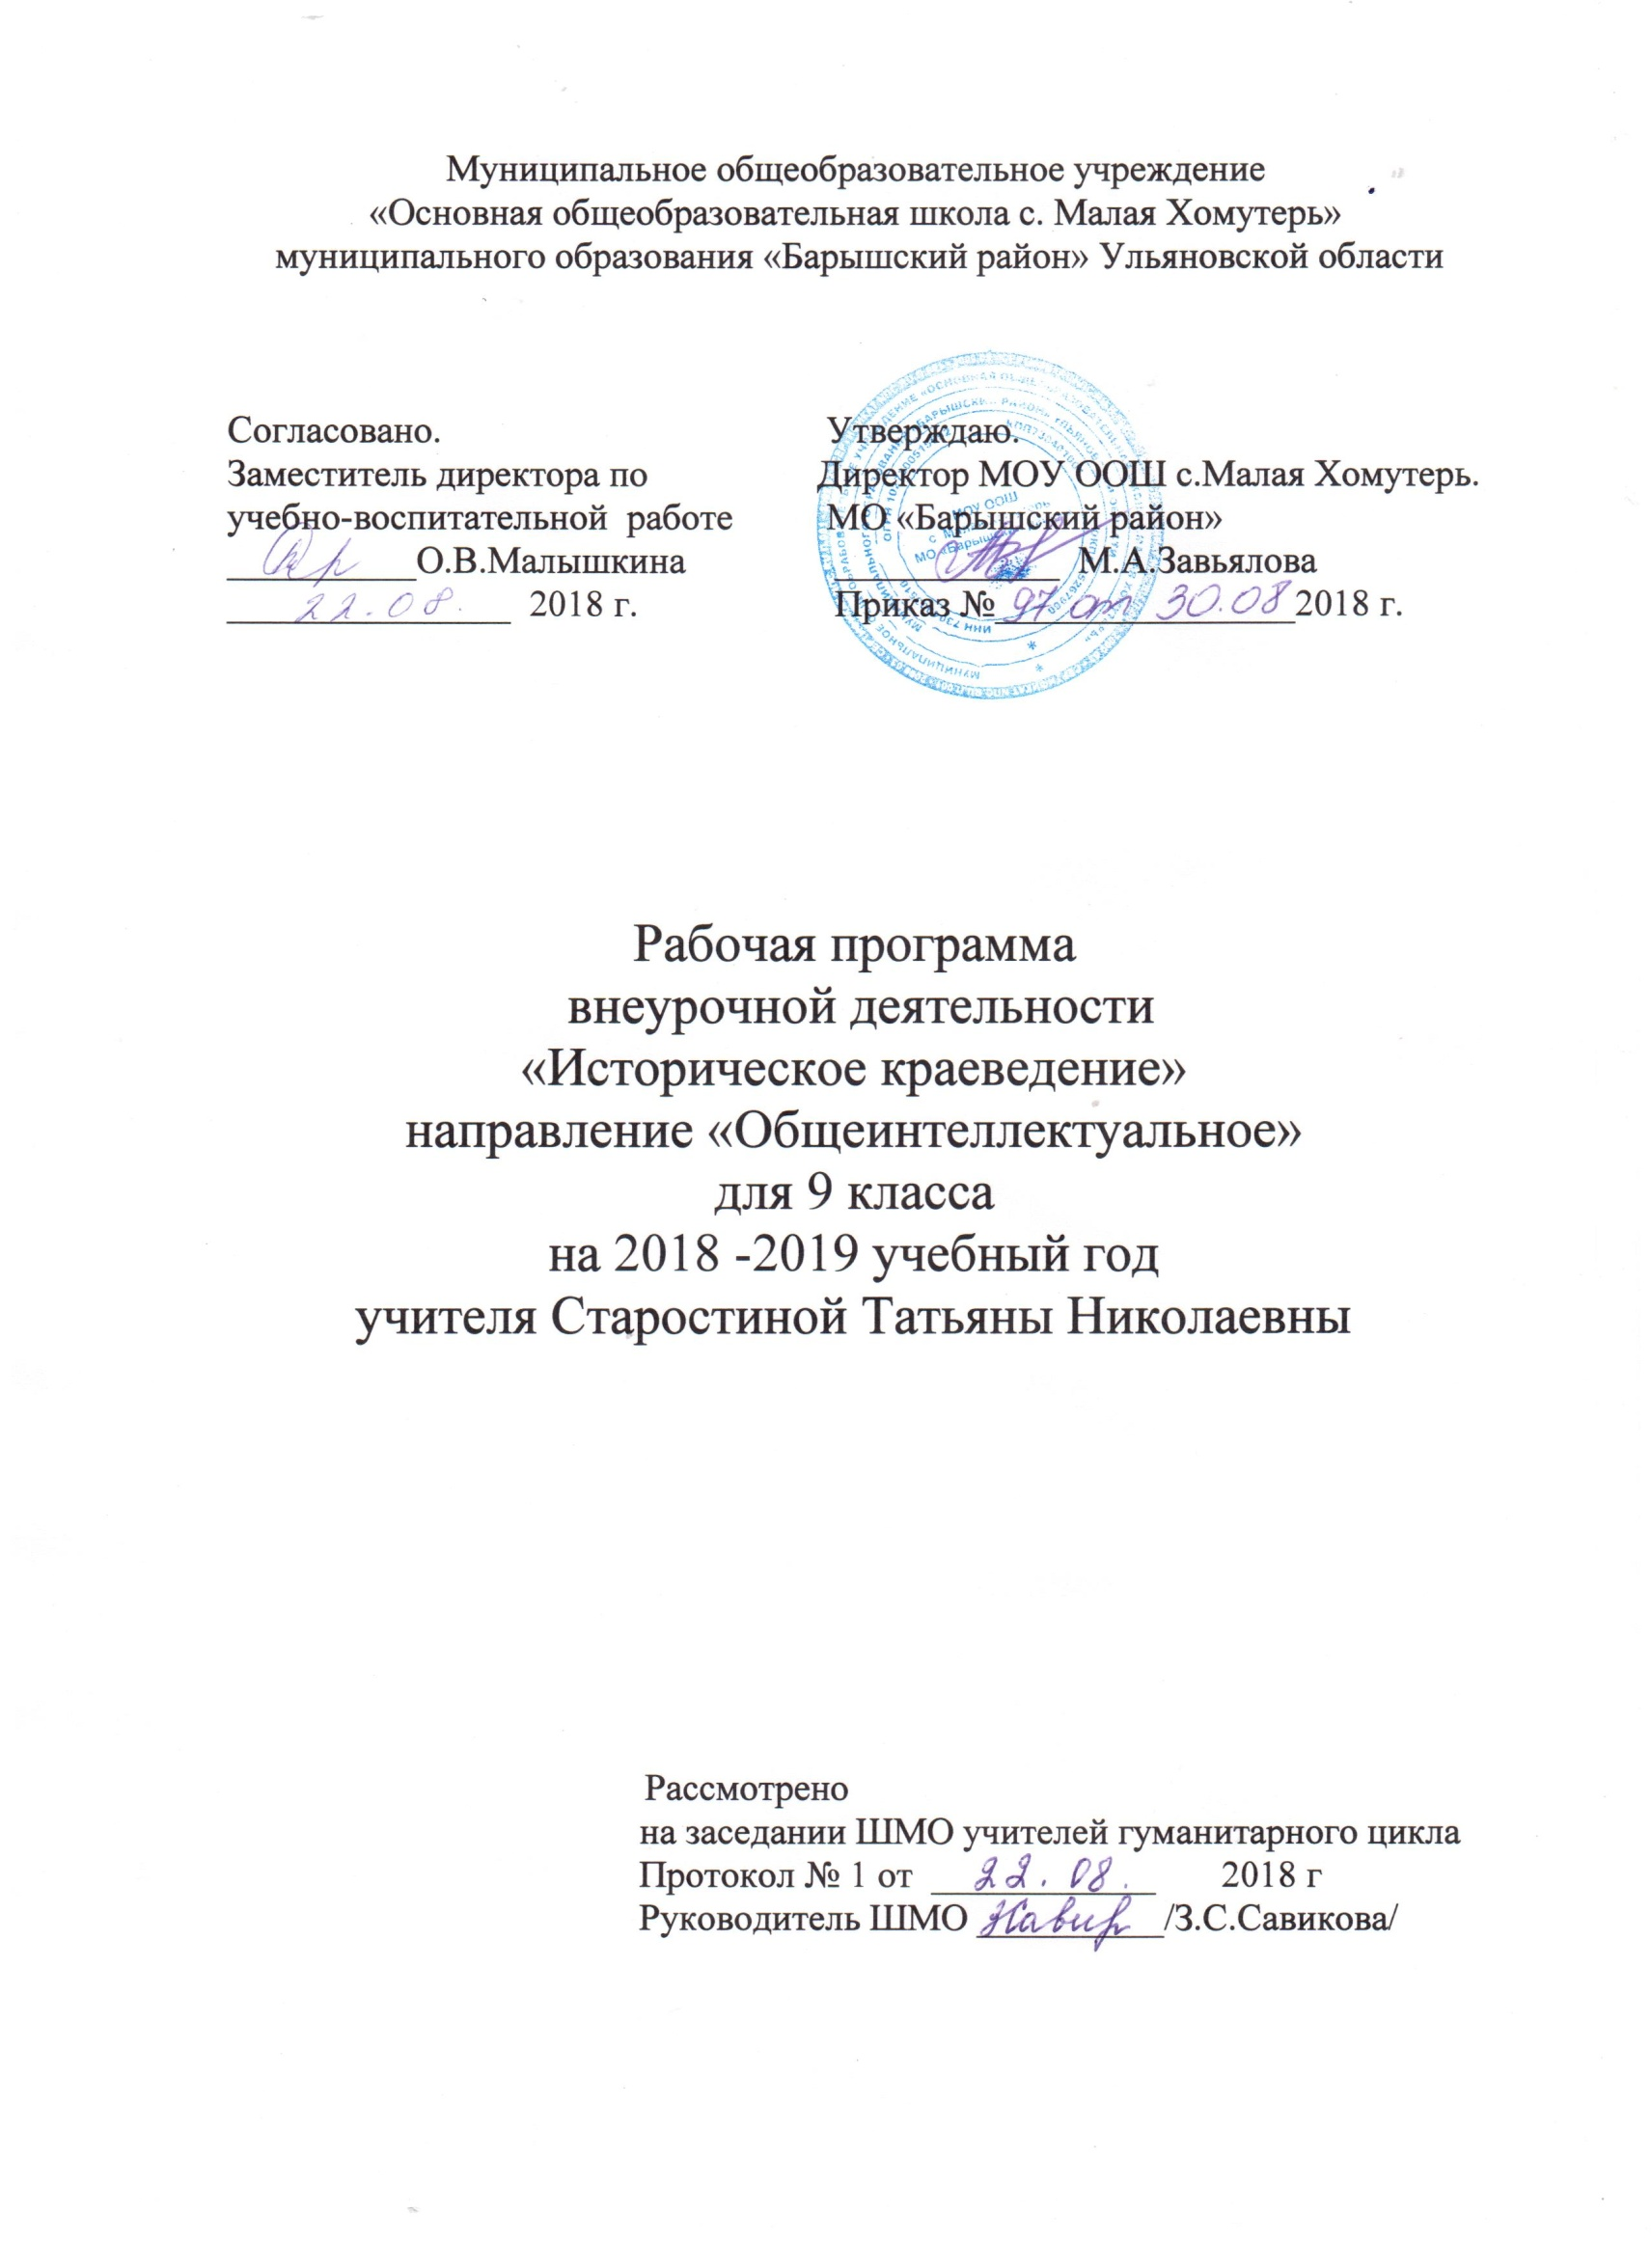 Муниципальное общеобразовательное учреждение
«Основная общеобразовательная школа с. Малая Хомутерь»
муниципального образования «Барышский район» Ульяновской области
Согласовано.
Заместитель директора по
учебно-воспитательной работе
О.В.Малышкина
22.08. 2018 г.
Утверждаю.
Директор МОУ ООШ с.Малая Хомутерь.
МО «Барышский район»
М.А.Завьялова
Приказ № 97 от 30.08 2018 г.
МОУ ООШ
Рабочая программа
внеурочной деятельности
«Историческое краеведение»
направление «Общеинтеллектуальное»
для 9 класса
на 2018 -2019 учебный год
учителя Старостиной Татьяны Николаевны
Рассмотрено
на заседании ШМО учителей гуманитарного цикла
Протокол № 1 от 22.08. 2018 г
Руководитель ШМО /З.С.Савикова/